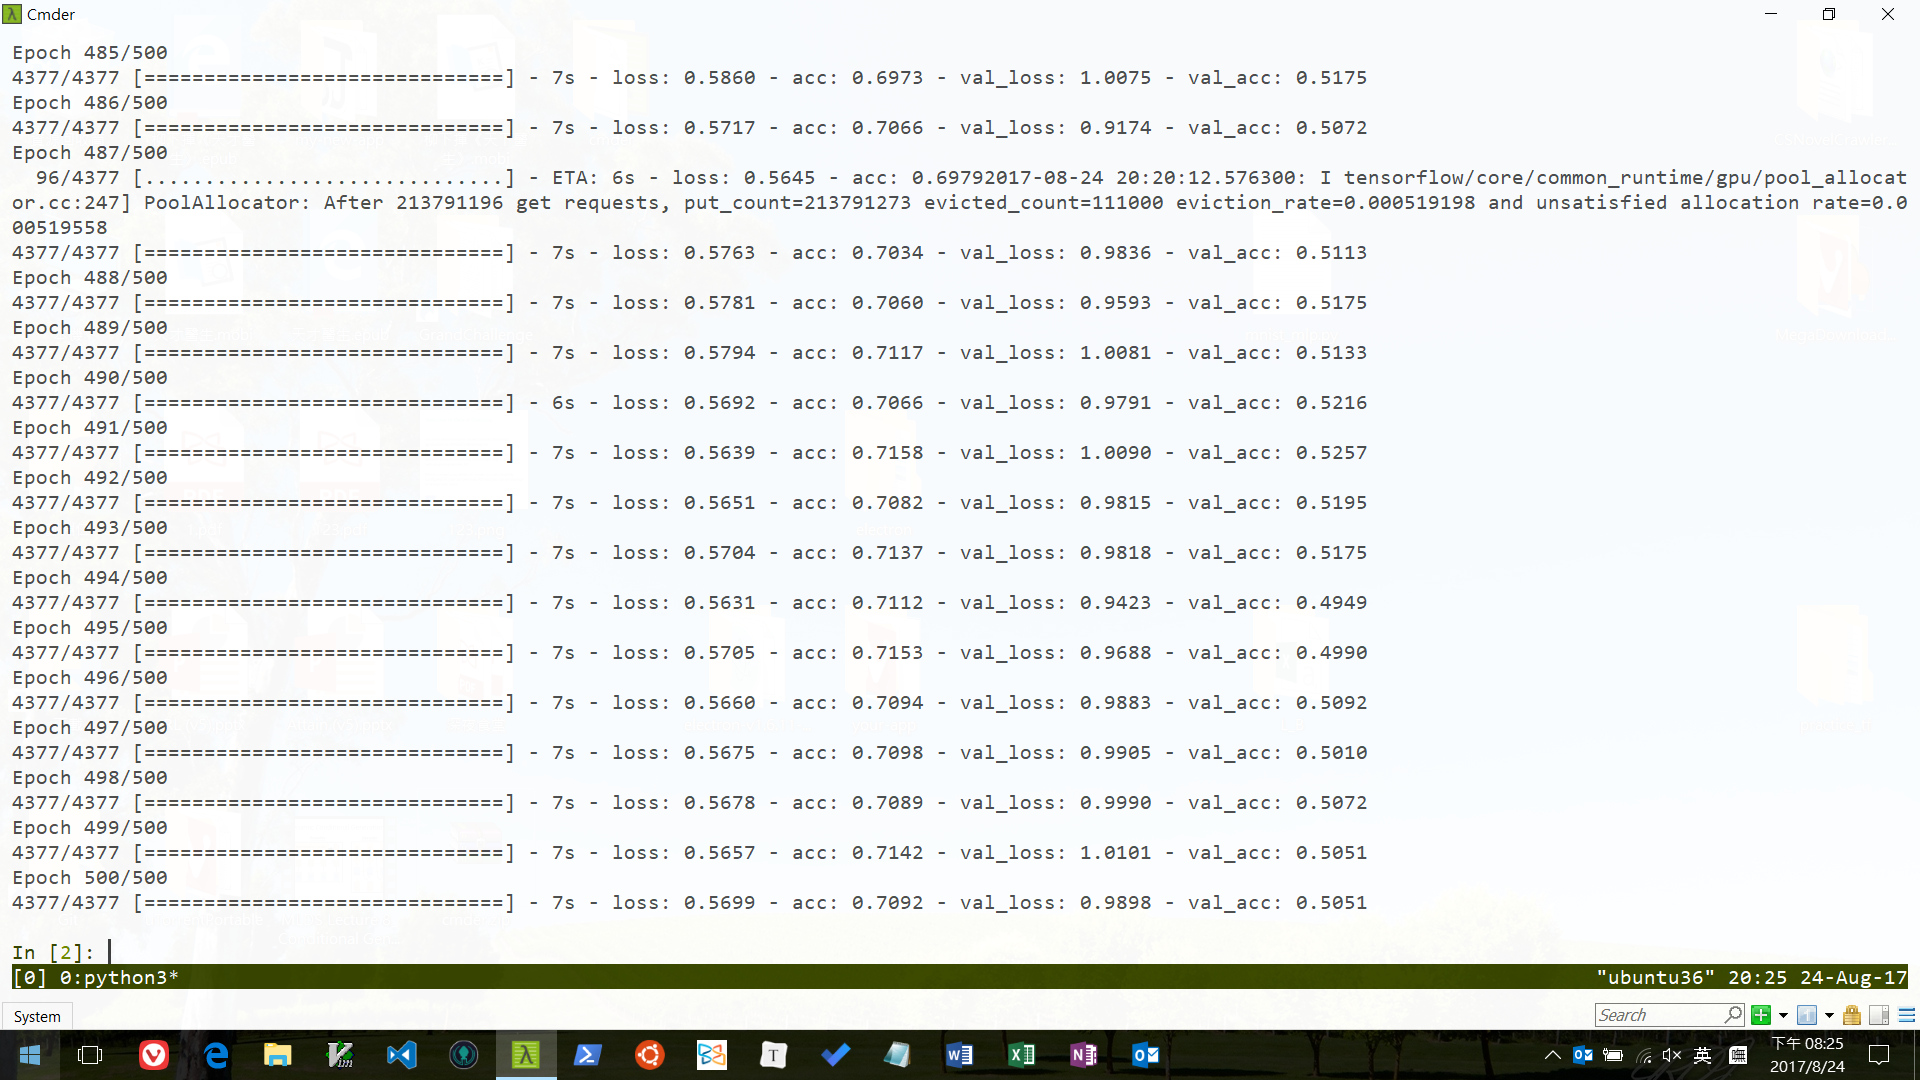 Cmder
Epoch 485/500
4377/4377 [==============================] - 7s - loss: 0.5860 - acc: 0.6973 - val_loss: 1.0075 - val_acc: 0.5175
Epoch 486/500
4377/4377 [==============================] - 7s - loss: 0.5717 - acc: 0.7066 - val_loss: 0.9174 - val_acc: 0.5072
Epoch 487/500
96/4377 [..............................] - ETA: 6s - loss: 0.5645 - acc: 0.69792017-08-24 20:20:12.576300: I tensorflow/core/common_runtime/gpu/pool_allocat
or.cc:247] PoolAllocator: After 213791196 get requests, put_count=213791273 evicted_count=111000 eviction_rate=0.000519198 and unsatisfied allocation rate=0.0
00519558
4377/4377 [==============================] - 7s - loss: 0.5763 - acc: 0.7034 - val_loss: 0.9836 - val_acc: 0.5113
Epoch 488/500
4377/4377 [==============================] - 7s - loss: 0.5781 - acc: 0.7060 - val_loss: 0.9593 - val_acc: 0.5175
Epoch 489/500
4377/4377 [==============================] - 7s - loss: 0.5794 - acc: 0.7117 - val_loss: 1.0081 - val_acc: 0.5133
Epoch 490/500
4377/4377 [==============================] - 6s - loss: 0.5692 - acc: 0.7066 - val_loss: 0.9791 - val_acc: 0.5216
Epoch 491/500
4377/4377 [==============================] - 7s - loss: 0.5639 - acc: 0.7158 - val_loss: 1.0090 - val_acc: 0.5257
Epoch 492/500
4377/4377 [==============================] - 7s - loss: 0.5651 - acc: 0.7082 - val_loss: 0.9815 - val_acc: 0.5195
Epoch 493/500
4377/4377 [==============================] - 7s - loss: 0.5704 - acc: 0.7137 - val_loss: 0.9818 - val_acc: 0.5175
Epoch 494/500
4377/4377 [==============================] - 7s - loss: 0.5631 - acc: 0.7112 - val_loss: 0.9423 - val_acc: 0.4949
Epoch 495/500
4377/4377 [==============================] - 7s - loss: 0.5705 - acc: 0.7153 - val_loss: 0.9688 - val_acc: 0.4990
Epoch 496/500
4377/4377 [==============================] - 7s - loss: 0.5660 - acc: 0.7094 - val_loss: 0.9883 - val_acc: 0.5092
Epoch 497/500
4377/4377 [==============================] - 7s - loss: 0.5675 - acc: 0.7098 - val_loss: 0.9905 - val_acc: 0.5010
Epoch 498/500
4377/4377 [==============================] - 7s - loss: 0.5678 - acc: 0.7089 - val_loss: 0.9990 - val_acc: 0.5072
Epoch 499/500
4377/4377 [==============================] - 7s - loss: 0.5657 - acc: 0.7142 - val_loss: 1.0101 - val_acc: 0.5051
Epoch 500/500
4377/4377 [==============================] - 7s - loss: 0.5699 - acc: 0.7092 - val_loss: 0.9898 - val_acc: 0.5051
In [2]:
[0] 0:python3* "ubuntu36" 20:25 24-Aug-17
System
Search
英
下午 08:25
2017/8/24